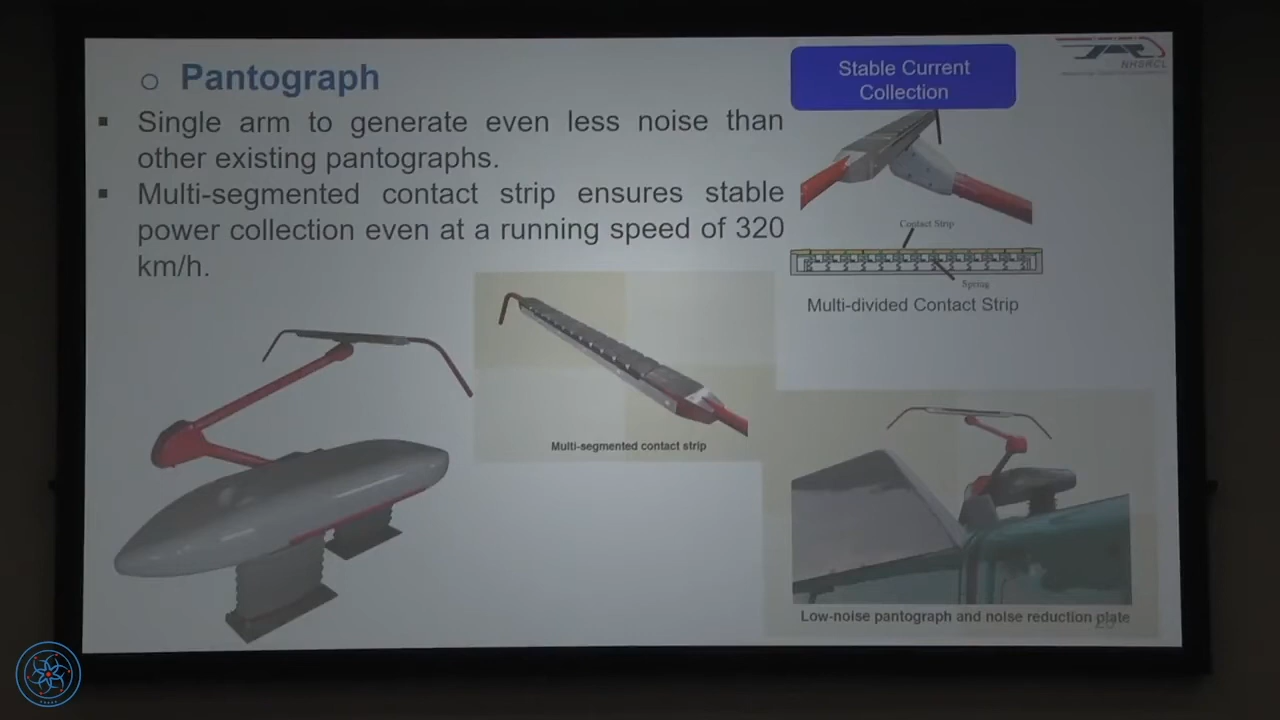 Pantograph
Single arm to generate even less noise than
other existing pantographs.
Multi-segmented contact strip ensures stable
power collection even at a running speed of 320
km/h.
Stable Current
Collection
NHSRCL
Contact Strip
Spring
Multi-divided Contact Strip
Multi-segmented contact strip
Low-noise pantograph and noise reduction plate